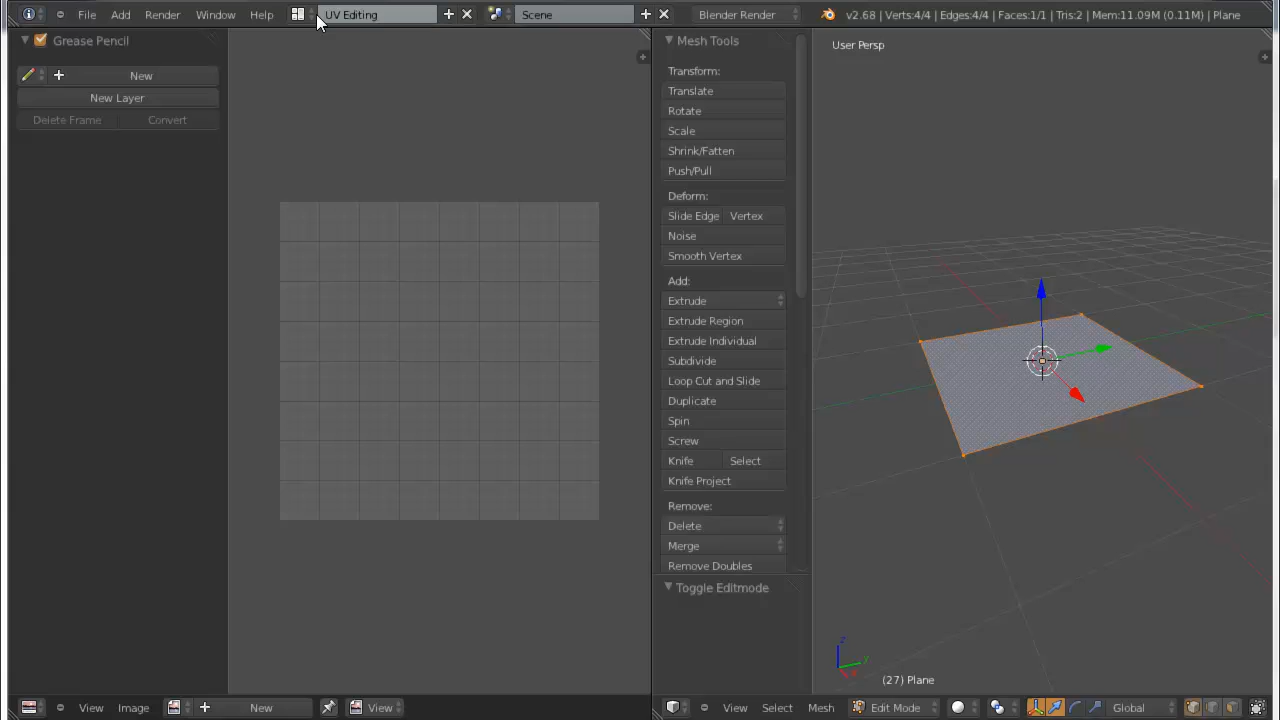 File Add Render Window Help UV Editing Scene Blender Render v2.68 | Verts:4/4 | Edges:4/4 | Faces:1/1 | Tris:2 | Mem:11.09M (0.11M) | Plane
Grease Pencil
New
New Layer
Delete Frame Convert
Mesh Tools
Transform:
Translate
Rotate
Scale
Shrink/Fatten
Push/Pull
Deform:
Slide Edge Vertex
Noise
Smooth Vertex
Add:
Extrude
Extrude Region
Extrude Individual
Subdivide
Loop Cut and Slide
Duplicate
Spin
Screw
Knife Select
Knife Project
Remove:
Delete
Merge
Remove Doubles
Toggle Editmode
User Persp
z
y
x
(27) Plane
View Image New View
View Select Mesh Edit Mode Global